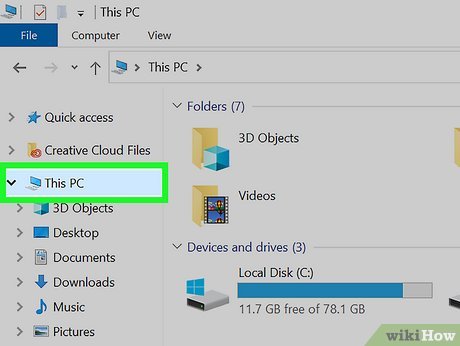 This PC
File
Computer
View
This PC
Quick access
Creative Cloud Files
This PC
3D Objects
Desktop
Documents
Downloads
Music
Pictures
Folders (7)
3D Objects
Videos
Devices and drives (3)
Local Disk (C:)
11.7 GB free of 78.1 GB
wikiHow